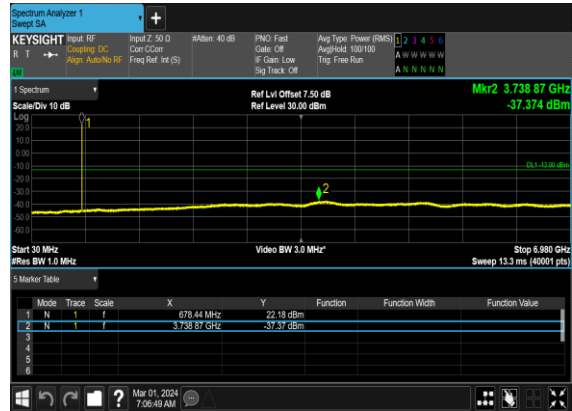 Spectrum Analyzer 1
Swept SA
+
KEYSIGHT
R T
Input: RF
Coupling: DC
Align: Auto/No RF
Input Z: 50 Ω
Corr CCorr
Freq Ref: Int (S)
#Atten: 40 dB
PNO: Fast
Gate: Off
IF Gain: Low
Sig Track: Off
Avg Type: Power (RMS)
Avg|Hold: 100/100
Trig: Free Run
1 2 3 4 5 6
A W W W W W
A N N N N N
1 Spectrum
Scale/Div 10 dB
Ref Lvl Offset 7.50 dB
Ref Level 30.00 dBm
Mkr2 3.738 87 GHz
-37.374 dBm
Log
20.0
10.0
0.00
-10.0
-20.0
-30.0
-40.0
-50.0
-60.0
1
2
DL1 -13.00 dBm
Start 30 MHz
#Res BW 1.0 MHz
Video BW 3.0 MHz*
Stop 6.980 GHz
Sweep 13.3 ms (40001 pts)
5 Marker Table
Mode Trace Scale X Y Function Function Width Function Value
1 N 1 f 678.44 MHz 22.18 dBm
2 N 1 f 3.738 87 GHz -37.37 dBm
3
4
5
6
?
Mar 01, 2024
7:06:49 AM